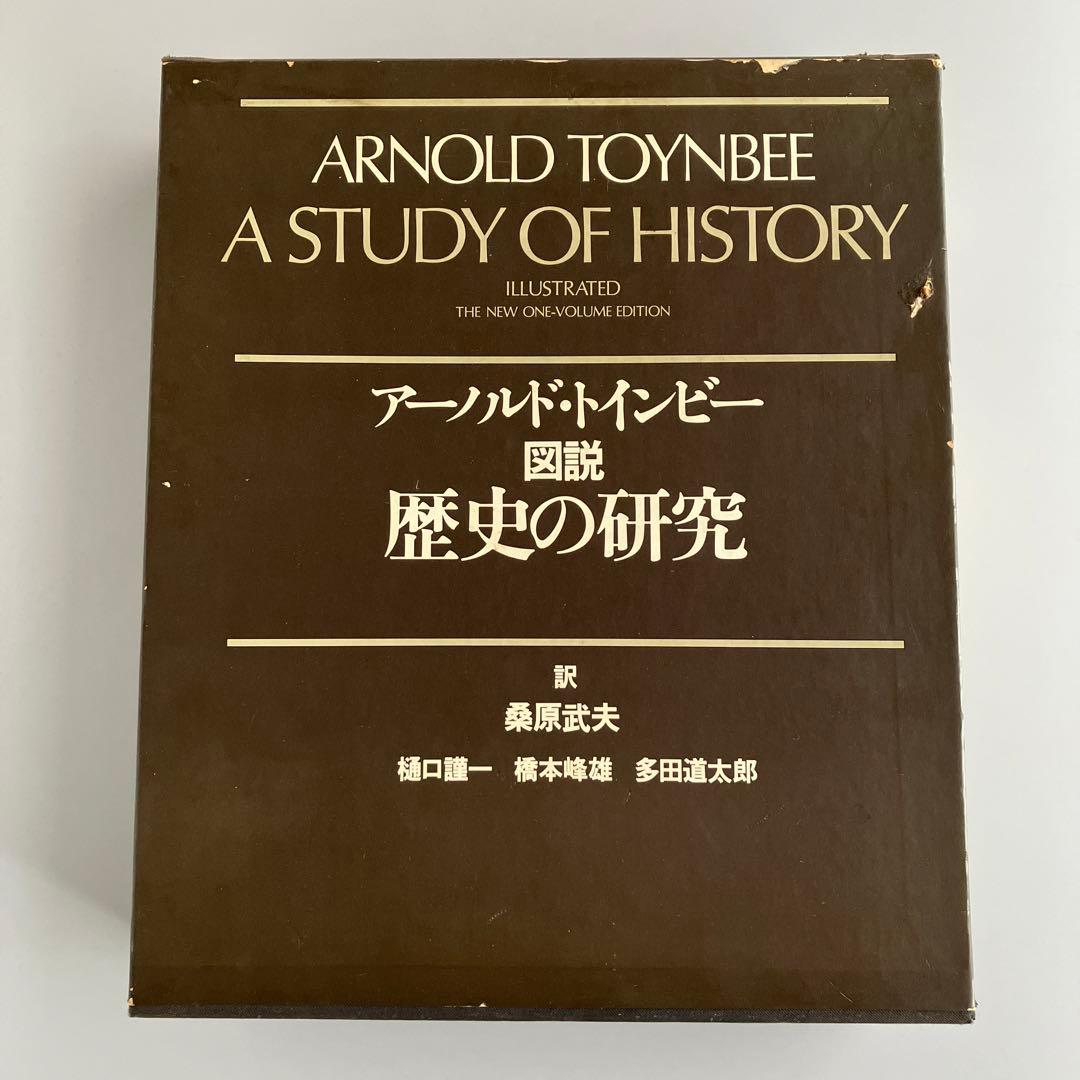 ARNOLD TOYNBEE
A STUDY OF HISTORY
ILLUSTRATED
THE NEW ONE-VOLUME EDITION
アーノルド・トインビー
図説
歴史の研究
訳
桑原武夫
樋口謹一 橋本峰雄 多田道太郎